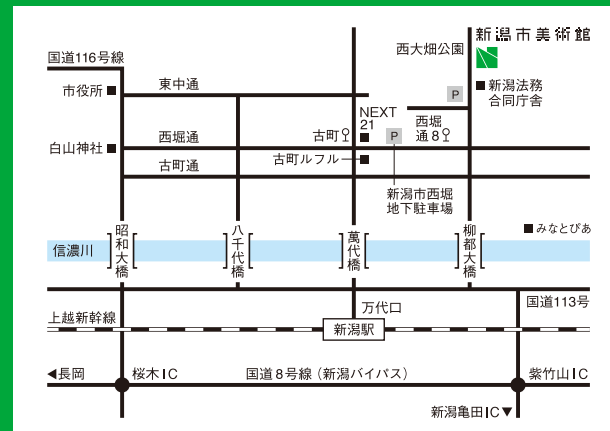 新潟市美術館
西大畑公園
国道116号線
東中通
市役所
P
新潟法務
合同庁舎
NEXT
21
西堀
通8
古町
P
西堀通
白山神社
古町ルフル
古町通
新潟市西堀
地下駐車場
昭和大橋
八千代橋
萬代橋
柳都大橋
みなとぴあ
信濃川
国道113号
万代口
上越新幹線
新潟駅
◀長岡
桜木IC
国道8号線（新潟バイパス）
紫竹山IC
新潟亀田IC▼